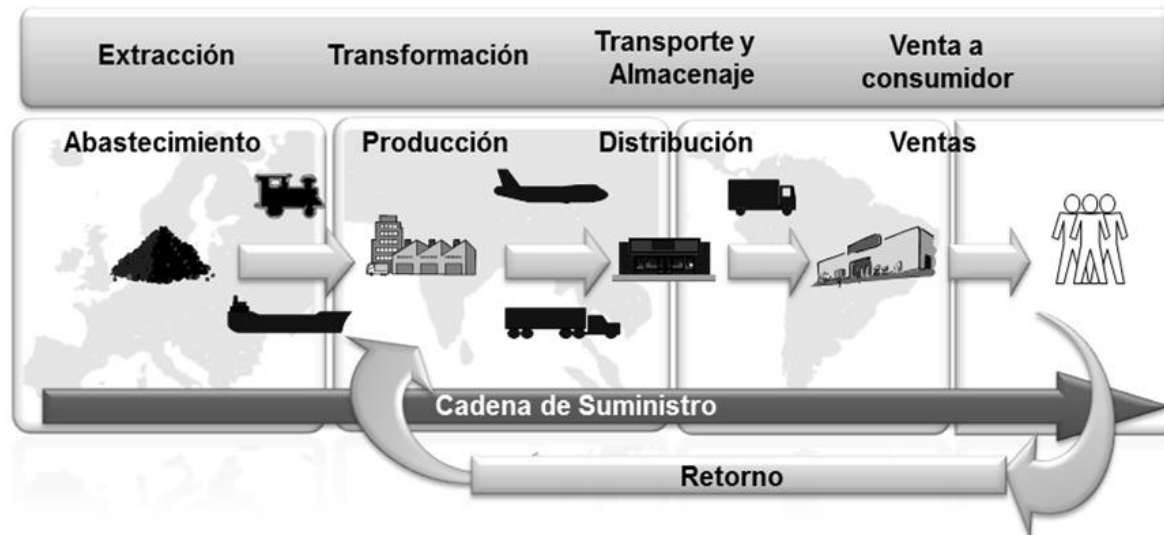 Extracción
Transformación
Transporte y
Almacenaje
Venta a
consumidor
Abastecimiento
Producción
Distribución
Ventas
Cadena de Suministro
Retorno